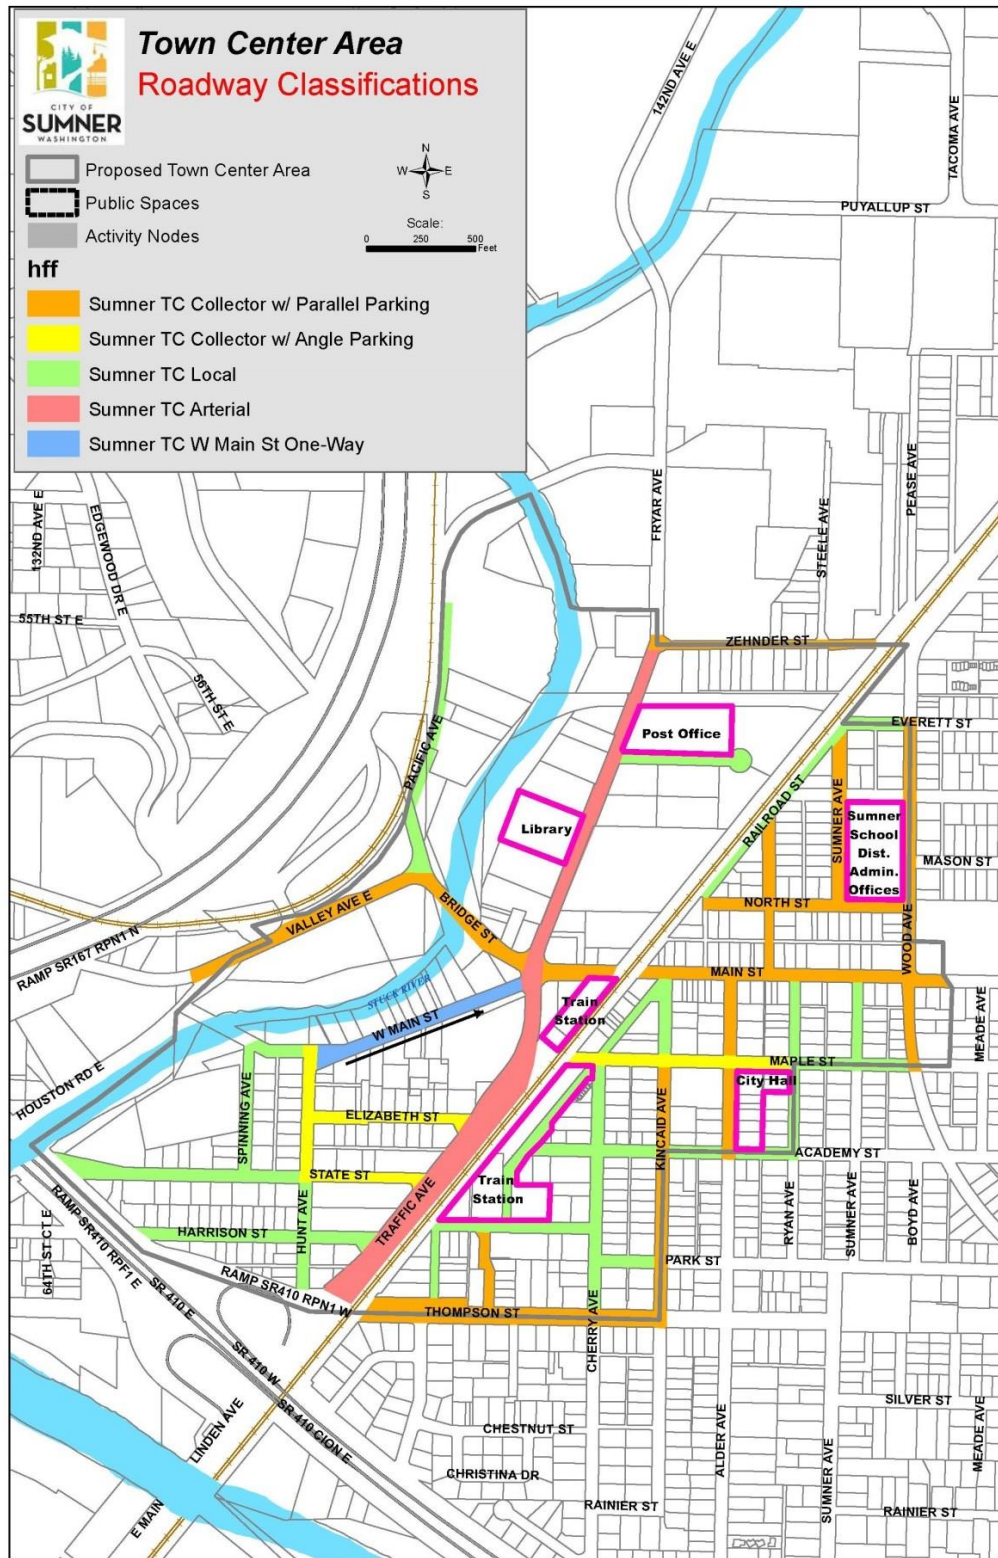 Town Center Area
Roadway Classifications
CITY OF
SUMNER
WASHINGTON
Proposed Town Center Area
Public Spaces
Activity Nodes
N
W E
S
Scale:
0 250 500
Feet
hff
Sumner TC Collector w/ Parallel Parking
Sumner TC Collector w/ Angle Parking
Sumner TC Local
Sumner TC Arterial
Sumner TC W Main St One-Way
142ND AVE E
TACOMA AVE
PUYALLUP ST
132ND AVE E
EDGEWOOD DR E
55TH ST E
56TH ST E
FRYAR AVE
STEELE AVE
PEASE AVE
ZEHNDER ST
EVERETT ST
Post Office
PACIFIC AVE
RAILROAD ST
SUMNER AVE
Library
Sumner
School
Dist.
Admin.
Offices
MASON ST
VALLEY AVE E
BRIDGE ST
NORTH ST
WOOD AVE
RAMP SR167 RPN1 N
MAIN ST
STUCK RIVER
W MAIN ST
Train
Station
MEADE AVE
HOUSTON RD E
MAPLE ST
City Hall
SPINNING AVE
ELIZABETH ST
KINCAID AVE
ACADEMY ST
STATE ST
Train
Station
HUNT AVE
TRAFFIC AVE
RYAN AVE
SUMNER AVE
BOYD AVE
HARRISON ST
64TH ST CT E
RAMP SR410 RPF1 E
RAMP SR410 RPN1 W
PARK ST
SR 410 E
THOMPSON ST
CHERRY AVE
SR 410 W
SR 410 CION E
LINDEN AVE
E MAIN
CHESTNUT ST
CHRISTINA DR
ALDER AVE
SILVER ST
MEADE AVE
SUMNER AVE
RAINIER ST
RAINIER ST